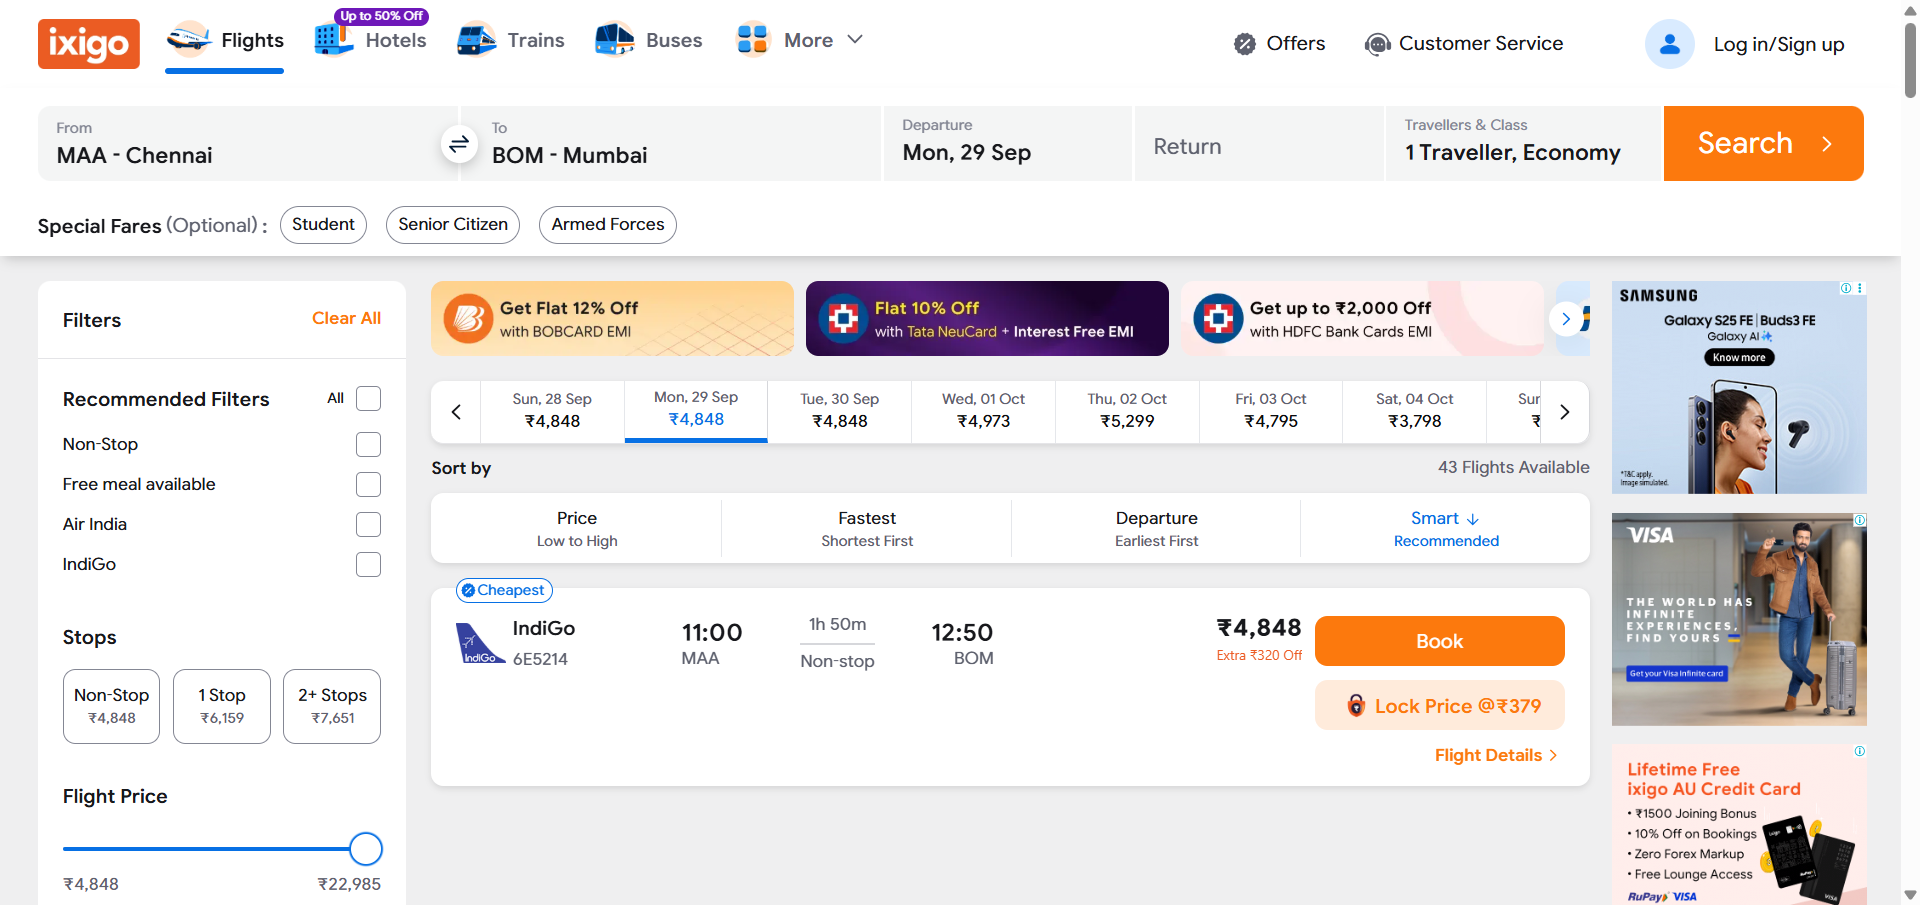 ixigo
Flights
Up to 50% Off
Hotels
Trains
Buses
More
Offers
Customer Service
Log in/Sign up
From
MAA - Chennai
To
BOM - Mumbai
Departure
Mon, 29 Sep
Return
Travellers & Class
1 Traveller, Economy
Search
Special Fares (Optional) :
Student
Senior Citizen
Armed Forces
Filters
Clear All
Recommended Filters
All
Non-Stop
Free meal available
Air India
IndiGo
Stops
Non-Stop
₹4,848
1 Stop
₹6,159
2+ Stops
₹7,651
Flight Price
₹4,848
₹22,985
Get Flat 12% Off
with BOBCARD EMI
Flat 10% Off
with Tata NeuCard + Interest Free EMI
Get up to ₹2,000 Off
with HDFC Bank Cards EMI
Sun, 28 Sep
₹4,848
Mon, 29 Sep
₹4,848
Tue, 30 Sep
₹4,848
Wed, 01 Oct
₹4,973
Thu, 02 Oct
₹5,299
Fri, 03 Oct
₹4,795
Sat, 04 Oct
₹3,798
Sur
₹
Sort by
43 Flights Available
Price
Low to High
Fastest
Shortest First
Departure
Earliest First
Smart
Recommended
Cheapest
IndiGo
IndiGo
6E5214
11:00
MAA
1h 50m
Non-stop
12:50
BOM
₹4,848
Extra ₹320 Off
Book
Lock Price @₹379
Flight Details
SAMSUNG
Galaxy S25 FE | Buds3 FE
Galaxy AI
Know more
*T&C apply.
Image simulated.
VISA
THE WORLD HAS
INFINITE
EXPERIENCES,
FIND YOURS
Get your Visa Infinite card
Lifetime Free
ixigo AU Credit Card
• ₹1500 Joining Bonus
• 10% Off on Bookings
• Zero Forex Markup
• Free Lounge Access
RuPay VISA